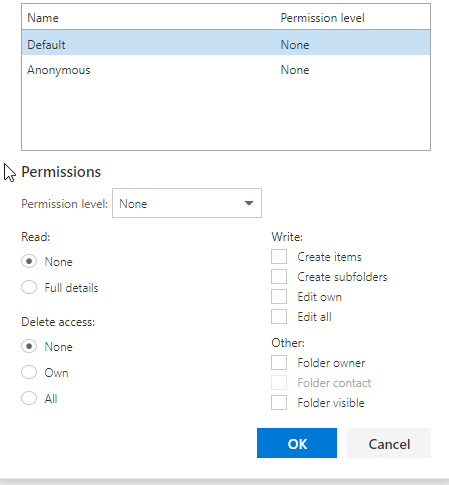 Name Permission level
Default None
Anonymous None
Permissions
Permission level: None
Read:
None
Full details
Delete access:
None
Own
All
Write:
Create items
Create subfolders
Edit own
Edit all
Other:
Folder owner
Folder contact
Folder visible
OK Cancel